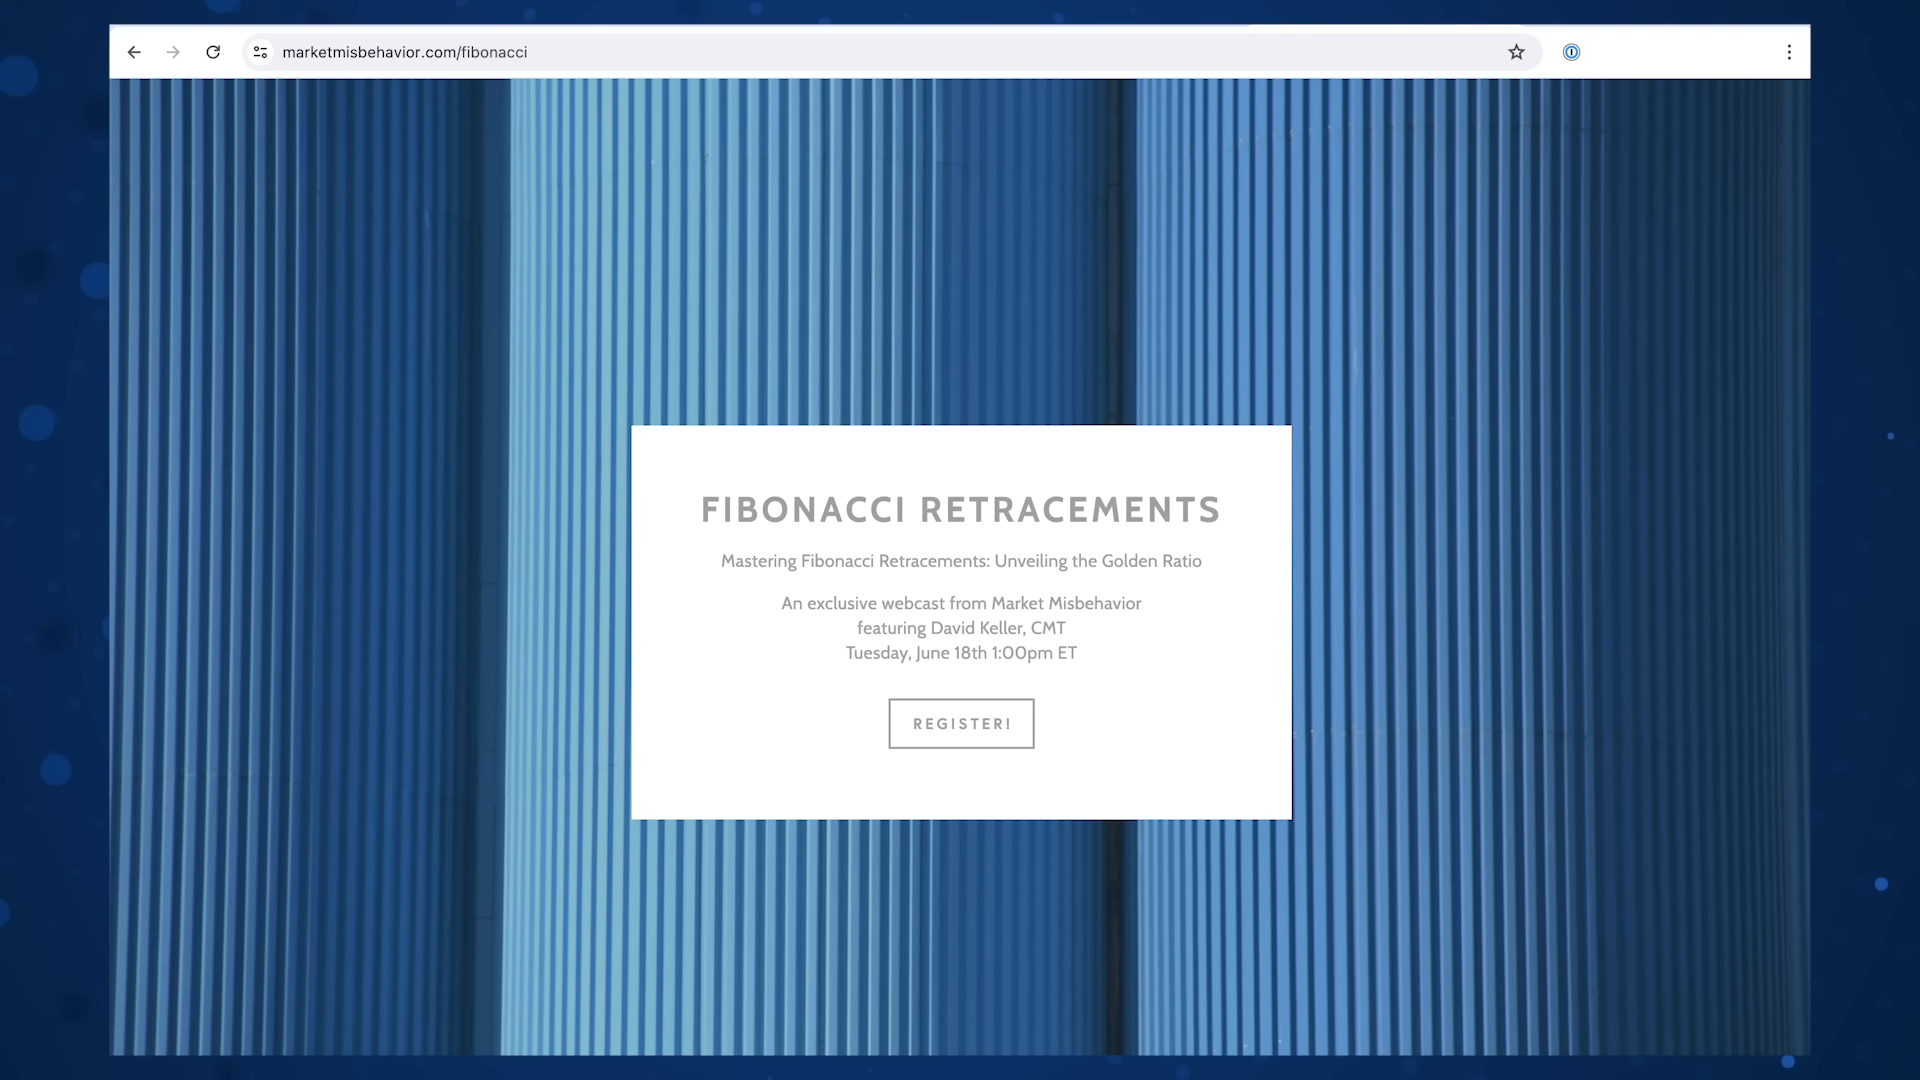 marketmisbehavior.com/fibonacci
FIBONACCI RETRACEMENTS
Mastering Fibonacci Retracements: Unveiling the Golden Ratio
An exclusive webcast from Market Misbehavior
featuring David Keller, CMT
Tuesday, June 18th 1:00pm ET
REGISTER!